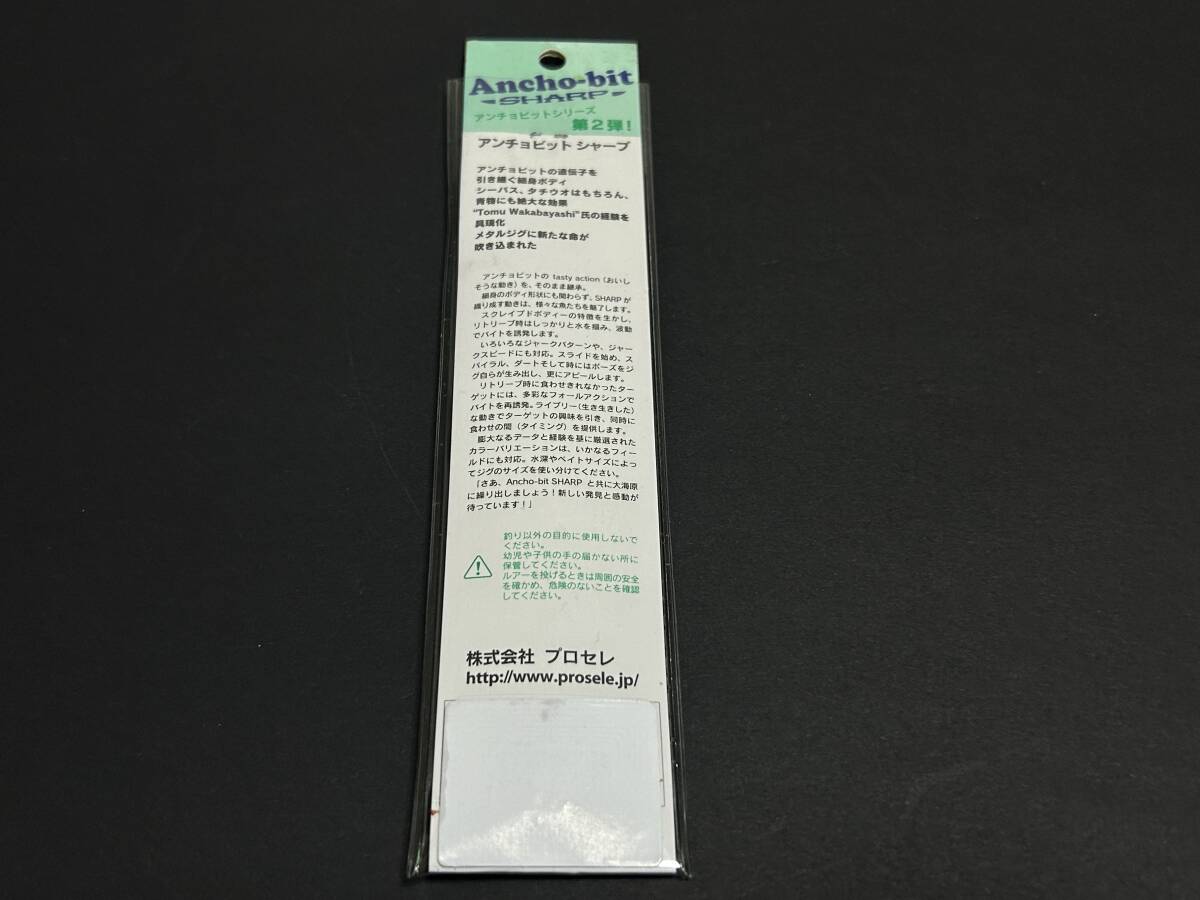 Ancho-bit
SHARP
アンチョビットシリーズ
第2弾!
アンチョビット シャープ
アンチョビットの遺伝子を
引き継ぐ細身ボディ
シーバス、タチウオはもちろん、
青物にも絶大な効果
“Tomu Wakabayashi”氏の経験を
具現化
メタルジグに新たな命が
吹き込まれた
アンチョビットの tasty action（おいし
そうな動き）を、そのまま継承。
細身のボディ形状にも関わらず、SHARPが
織り成す動きは、様々な魚たちを魅了します。
スクレイプドボディーの特徴を生かし、
リトリーブ時はしっかりと水を掴み、波動
でバイトを誘発します。
いろいろなジャークパターンや、ジャー
クスピードにも対応。スライドを始め、ス
パイラル、ダートそして時にはポーズをジ
グ自らが生み出し、更にアピールします。
リトリーブ時に食わせきれなかったター
ゲットには、多彩なフォールアクションで
バイトを再誘発。ライブリー（生き生きした）
な動きでターゲットの興味を引き、同時に
食わせの間（タイミング）を提供します。
膨大なるデータと経験を基に厳選された
カラーバリエーションは、いかなるフィー
ルドにも対応。水深やベイトサイズによっ
てジグのサイズを使い分けてください。
「さあ、Ancho-bit SHARP と共に大海原
に繰り出しましょう！新しい発見と感動が
待っています！」
釣り以外の目的に使用しないで
ください。
幼児や子供の手の届かない所に
保管してください。
ルアーを投げるときは周囲の安全
を確かめ、危険のないことを確認
してください。
株式会社 プロセレ
http://www.prosele.jp/